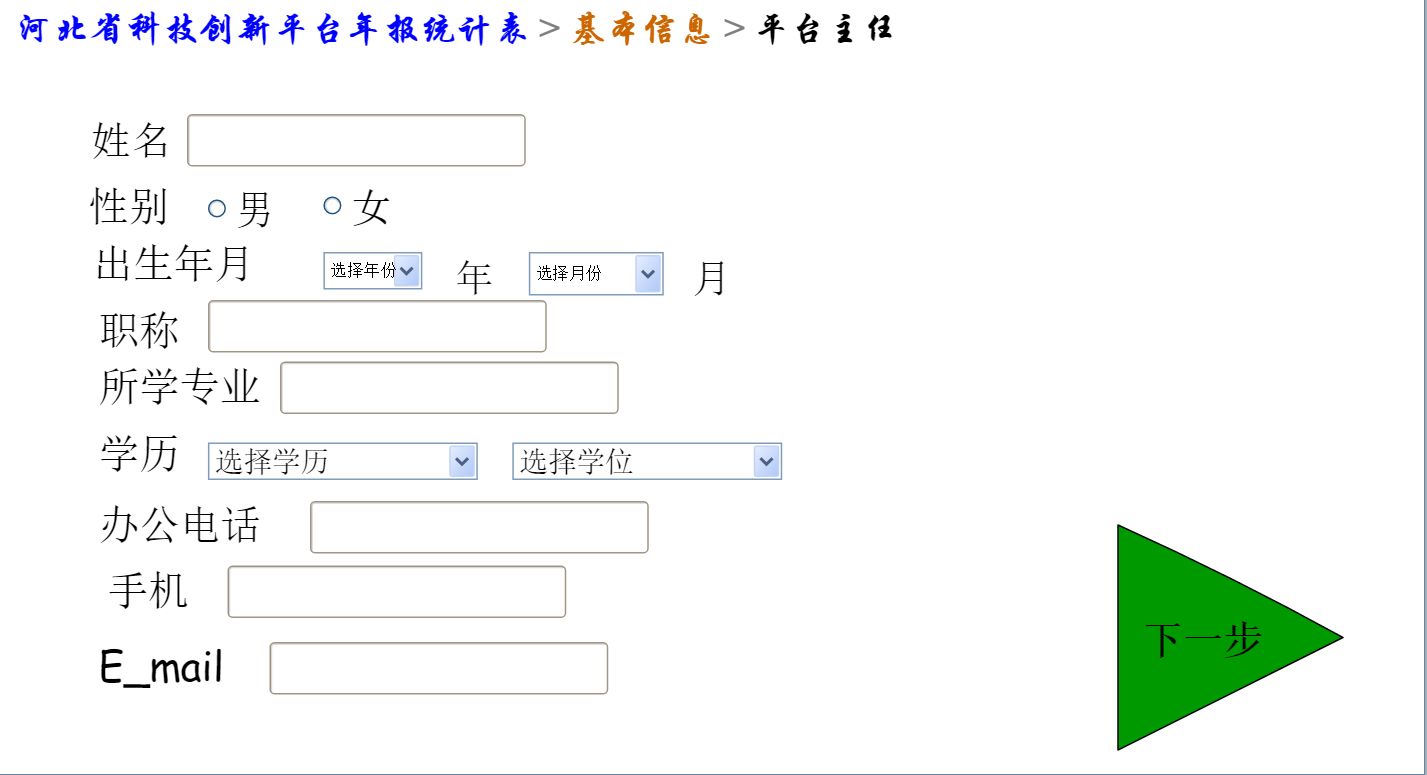 河北省科技创新平台年报统计表 > 基本信息 > 平台主任
姓名
性别 男 女
出生年月 选择年份 年 选择月份 月
职称
所学专业
学历 选择学历 选择学位
办公电话
手机
下一步
E_mail